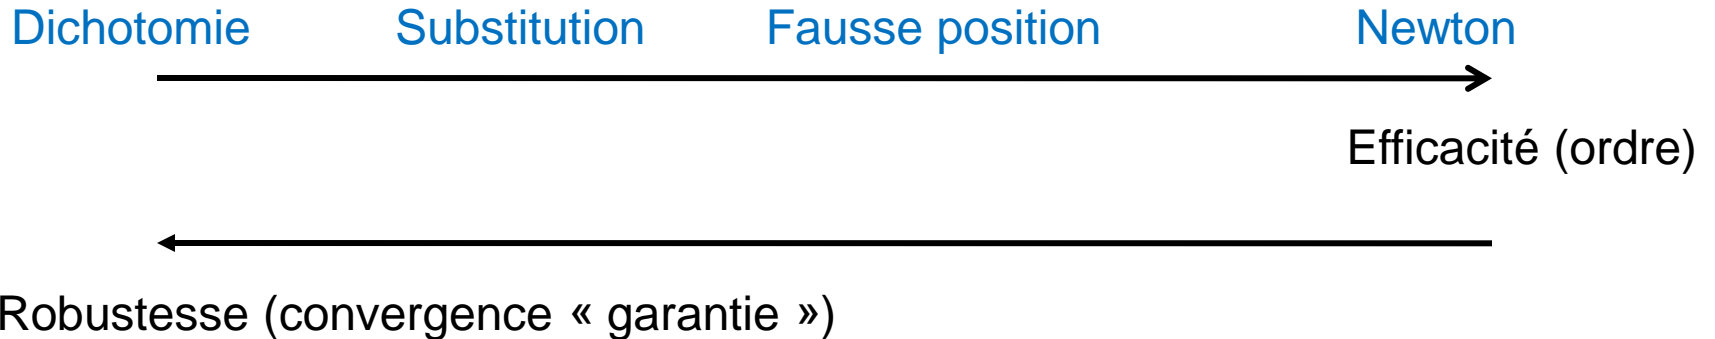 Dichotomie Substitution Fausse position Newton
Efficacité (ordre)
Robustesse (convergence « garantie »)